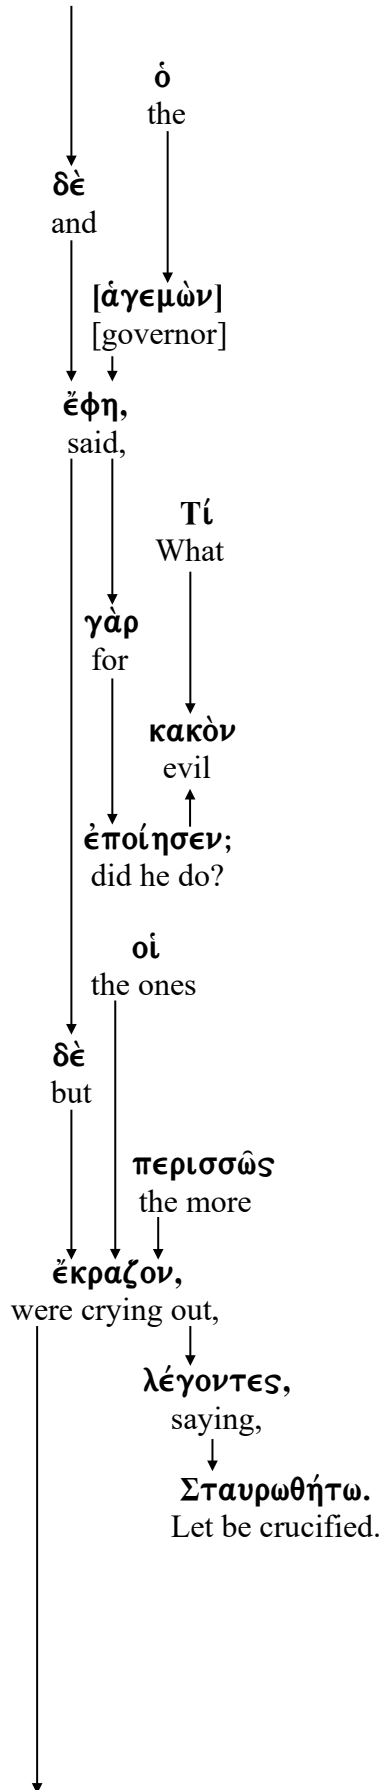 ὁ
the
δὲ
and
[ἁγεμὼν]
[governor]
ἔφη,
said,
Τί
What
γὰρ
for
κακὸν
evil
ἐποίησεν;
did he do?
οἱ
the ones
δὲ
but
περισσῶς
the more
ἔκραζον,
were crying out,
λέγοντες,
saying,
Σταυρωθήτω.
Let be crucified.